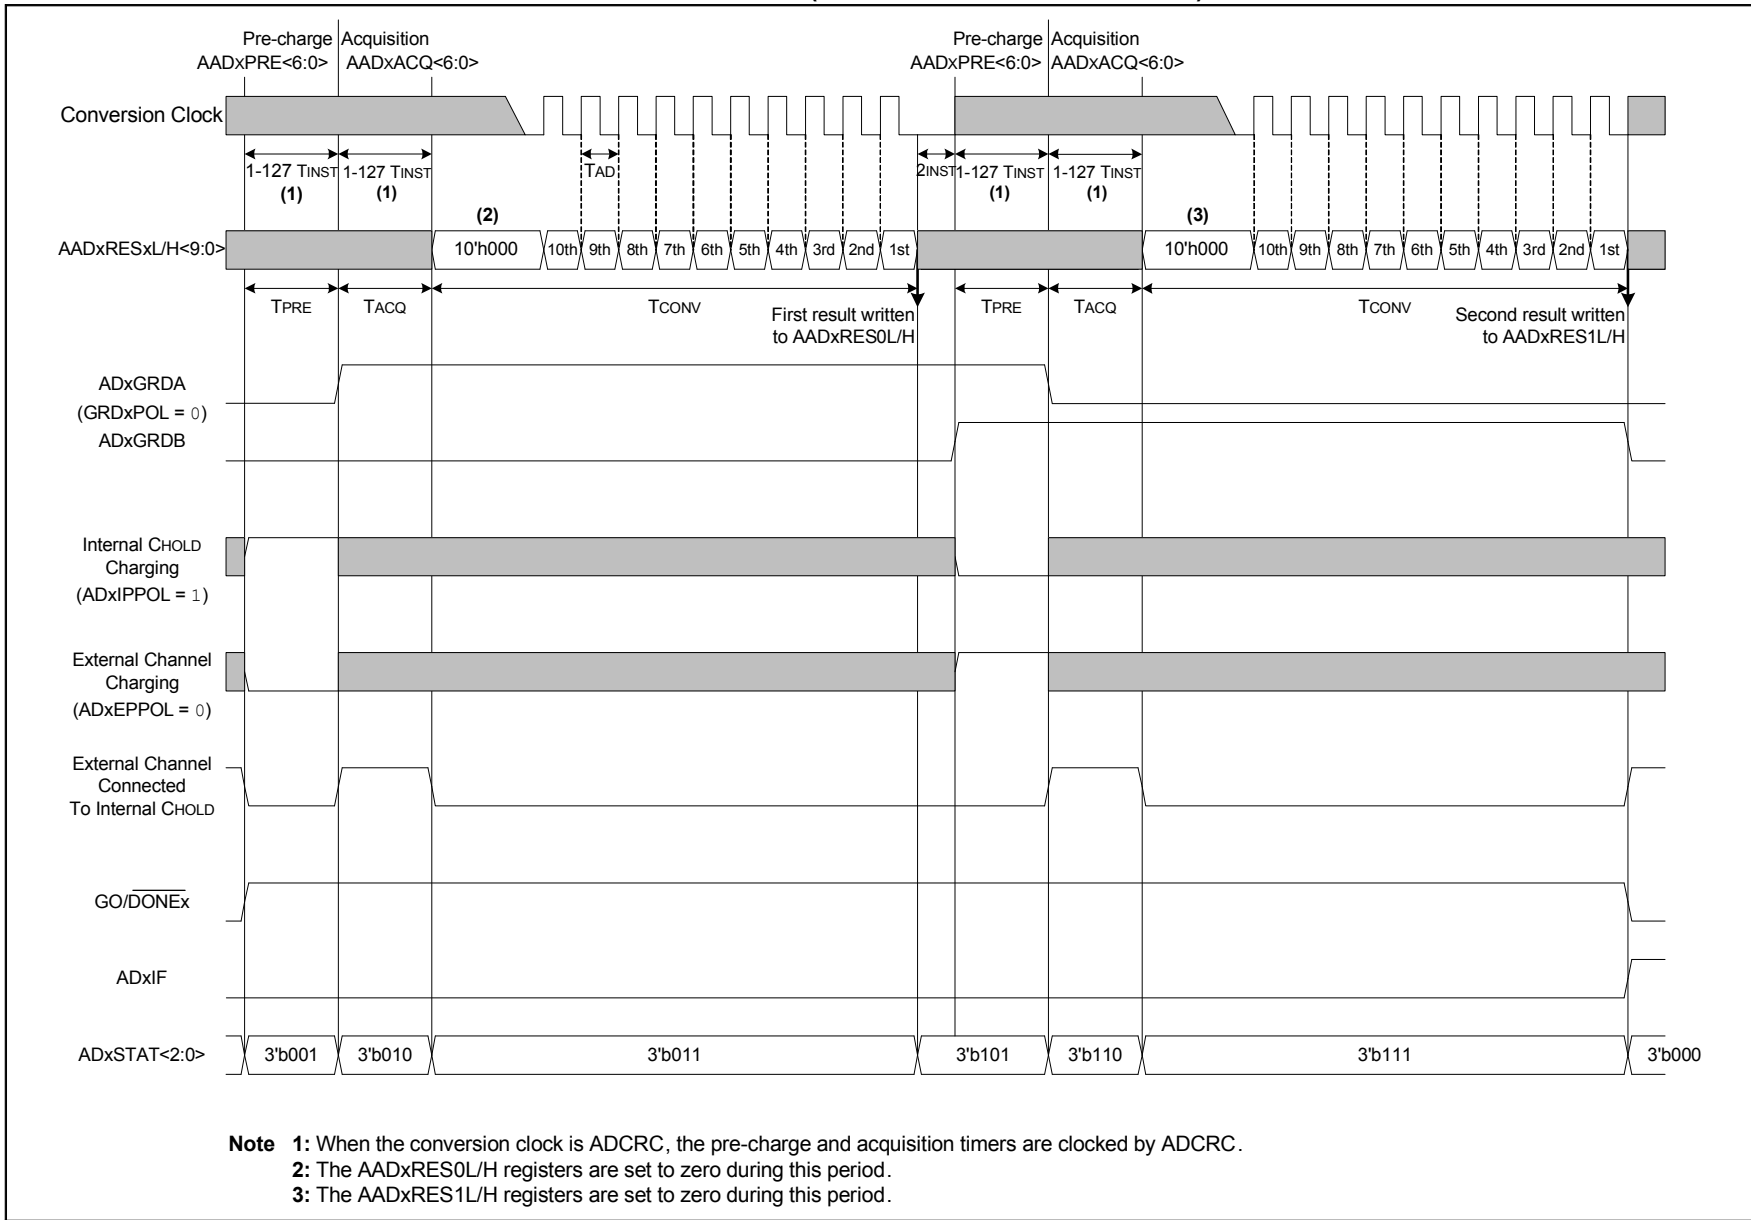 Pre-charge Acquisition Pre-charge Acquisition
AADxPRE<6:0> AADxACQ<6:0> AADxPRE<6:0> AADxACQ<6:0>
Conversion Clock
1-127 TINST 1-127 TINST TAD 2INST 1-127 TINST 1-127 TINST
(1) (1) (1) (1)
(2) (3)
AADxRESxL/H<9:0> 10'h000 10th 9th 8th 7th 6th 5th 4th 3rd 2nd 1st 10'h000 10th 9th 8th 7th 6th 5th 4th 3rd 2nd 1st
TPRE TACQ TCONV TPRE TACQ TCONV
First result written
to AADxRES0L/H
Second result written
to AADxRES1L/H
ADxGRDA
(GRDxPOL = 0)
ADxGRDB
Internal CHOLD
Charging
(ADxIPPOL = 1)
External Channel
Charging
(ADxEPPOL = 0)
External Channel
Connected
To Internal CHOLD
GO/DONEx
ADxIF
ADxSTAT<2:0> 3'b001 3'b010 3'b011 3'b101 3'b110 3'b111 3'b000
Note 1: When the conversion clock is ADCRC, the pre-charge and acquisition timers are clocked by ADCRC.
2: The AADxRES0L/H registers are set to zero during this period.
3: The AADxRES1L/H registers are set to zero during this period.